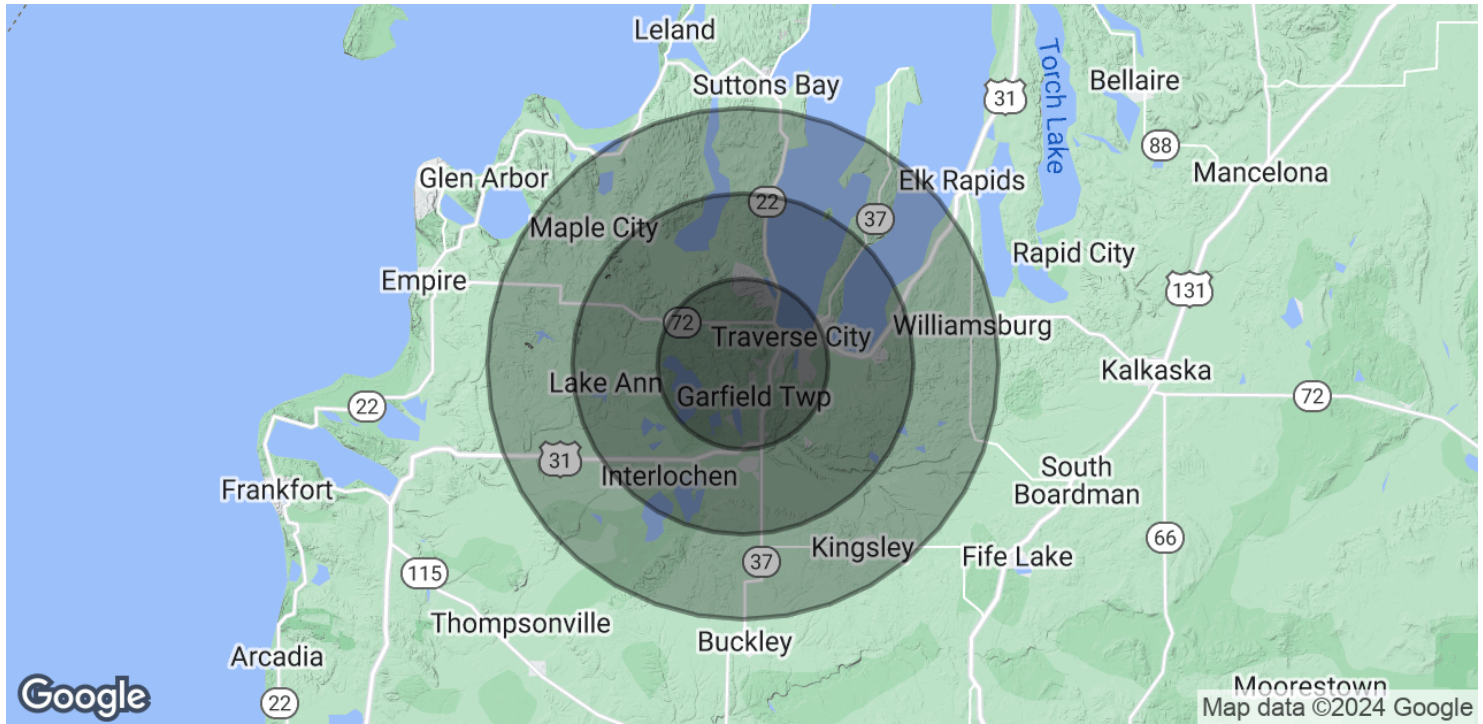 Leland
Suttons Bay
Torch Lake
Bellaire
31
88
Mancelona
Glen Arbor
Elk Rapids
22
37
Maple City
Rapid City
Empire
131
72
Traverse City
Williamsburg
Kalkaska
Lake Ann
Garfield Twp
22
72
31
Interlochen
South
Boardman
Frankfort
66
Kingsley
Fife Lake
37
115
Thompsonville
Buckley
Arcadia
Moorestown
22
Google
Map data ©2024 Google